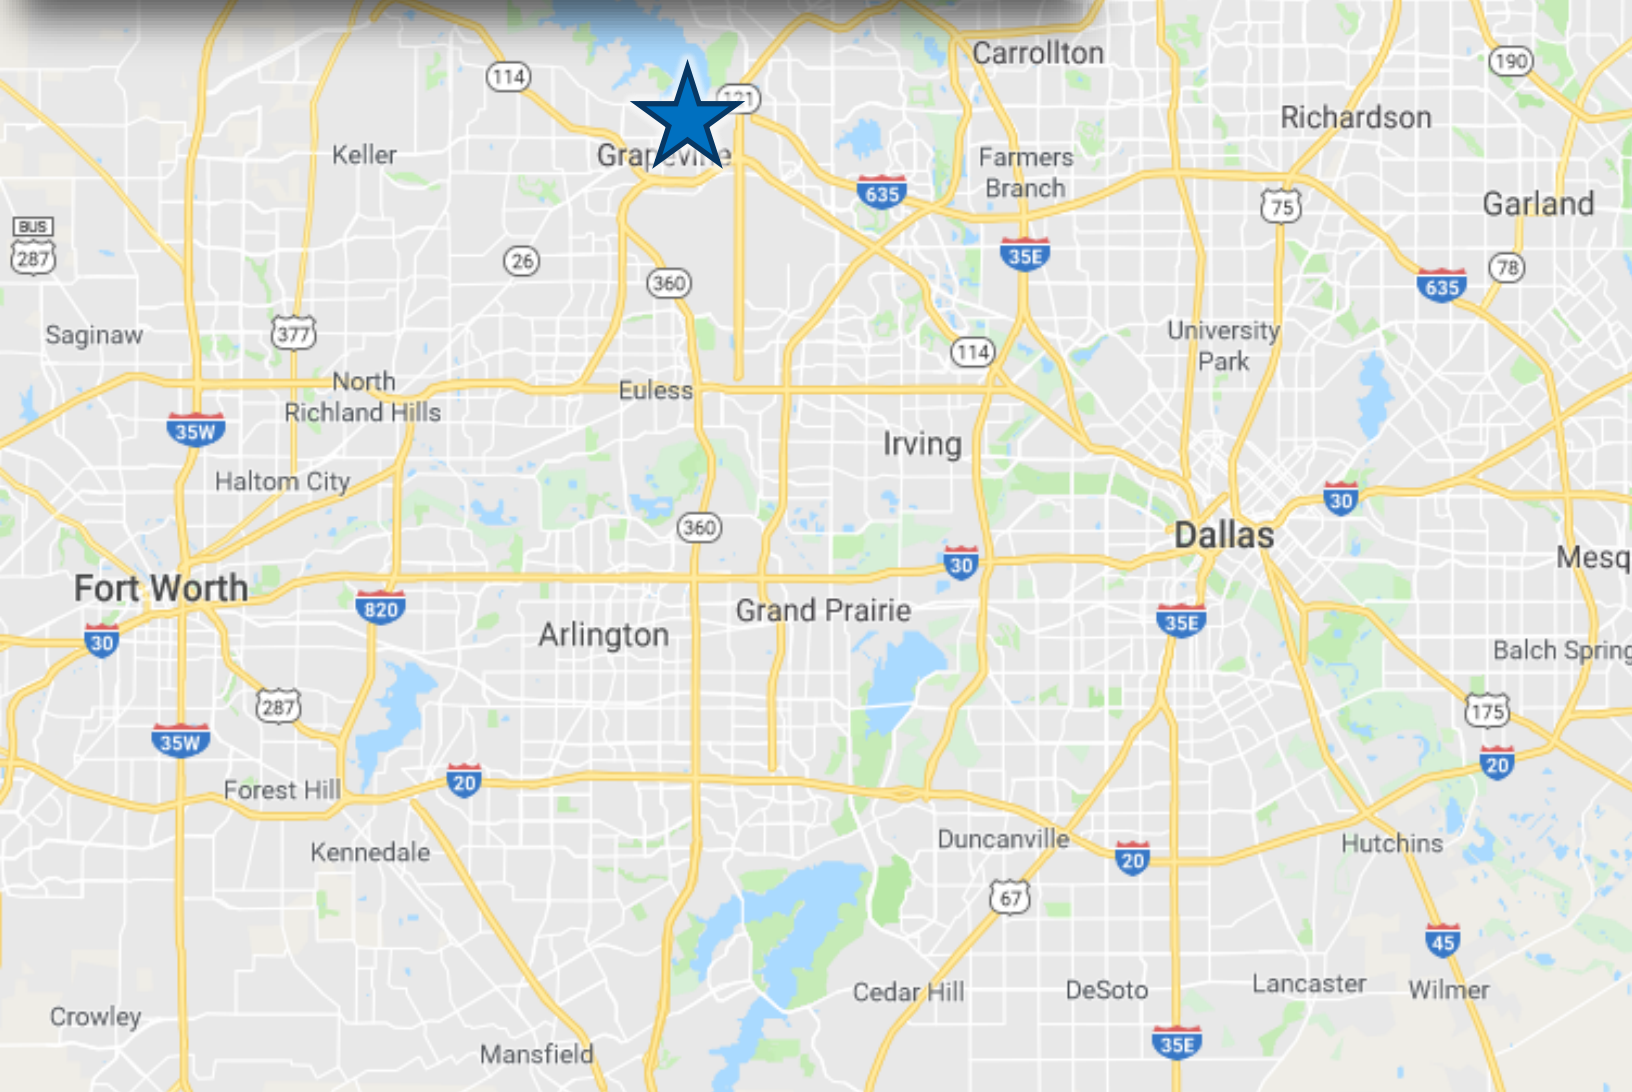 Carrollton
190
114
121
Richardson
Keller
Grapevine
Farmers
Branch
635
75
Garland
BUS
287
26
35E
78
360
635
Saginaw
377
University
Park
114
North
Richland Hills
Euless
35W
Irving
Haltom City
30
360
Dallas
Mesq
30
Fort Worth
820
Grand Prairie
35E
Arlington
30
Balch Spring
287
175
35W
20
20
Forest Hill
Duncanville
Hutchins
Kennedale
20
67
45
Cedar Hill
DeSoto
Lancaster
Wilmer
Crowley
35E
Mansfield